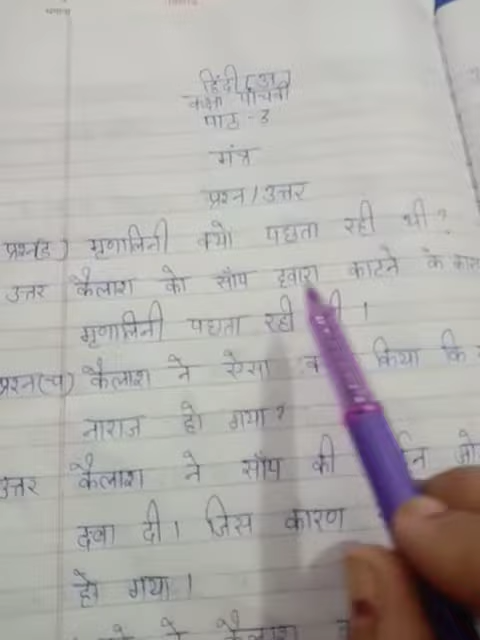 हिंदी
कक्षा पाँचवी
पाठ - 3
मंत्र
प्रश्न / उत्तर
प्रश्न(ड) मृणालिनी क्यों पछता रही थी?
उत्तर कैलाश को साँप द्वारा काटने के
मृणालिनी पछता रही । 
प्रश्न(च) कैलाश ने ऐसा किया कि
नाराज हो गया?
उत्तर कैलाश ने साँप की
दबा दी। जिस कारण
हो गया।
कैलाश